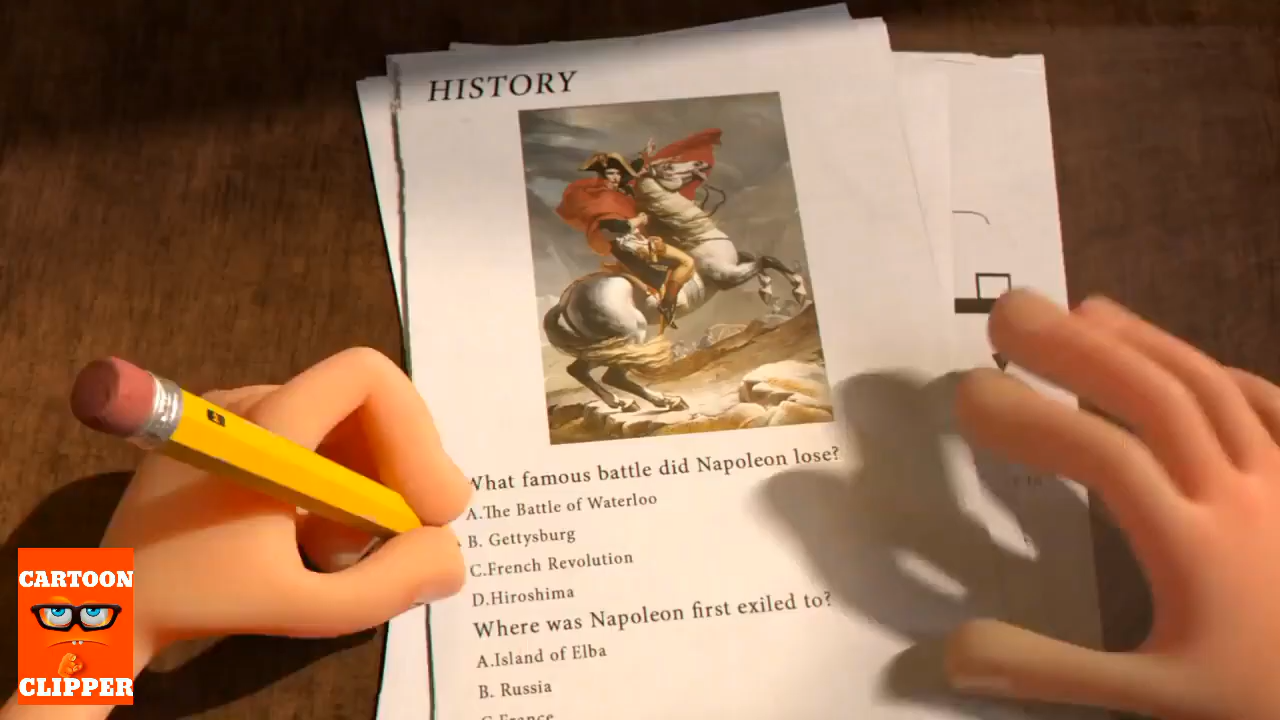 HISTORY
What famous battle did Napoleon lose?
A.The Battle of Waterloo
B. Gettysburg
C.French Revolution
D.Hiroshima
Where was Napoleon first exiled to?
A.Island of Elba
B. Russia
C.France
CARTOON
CLIPPER